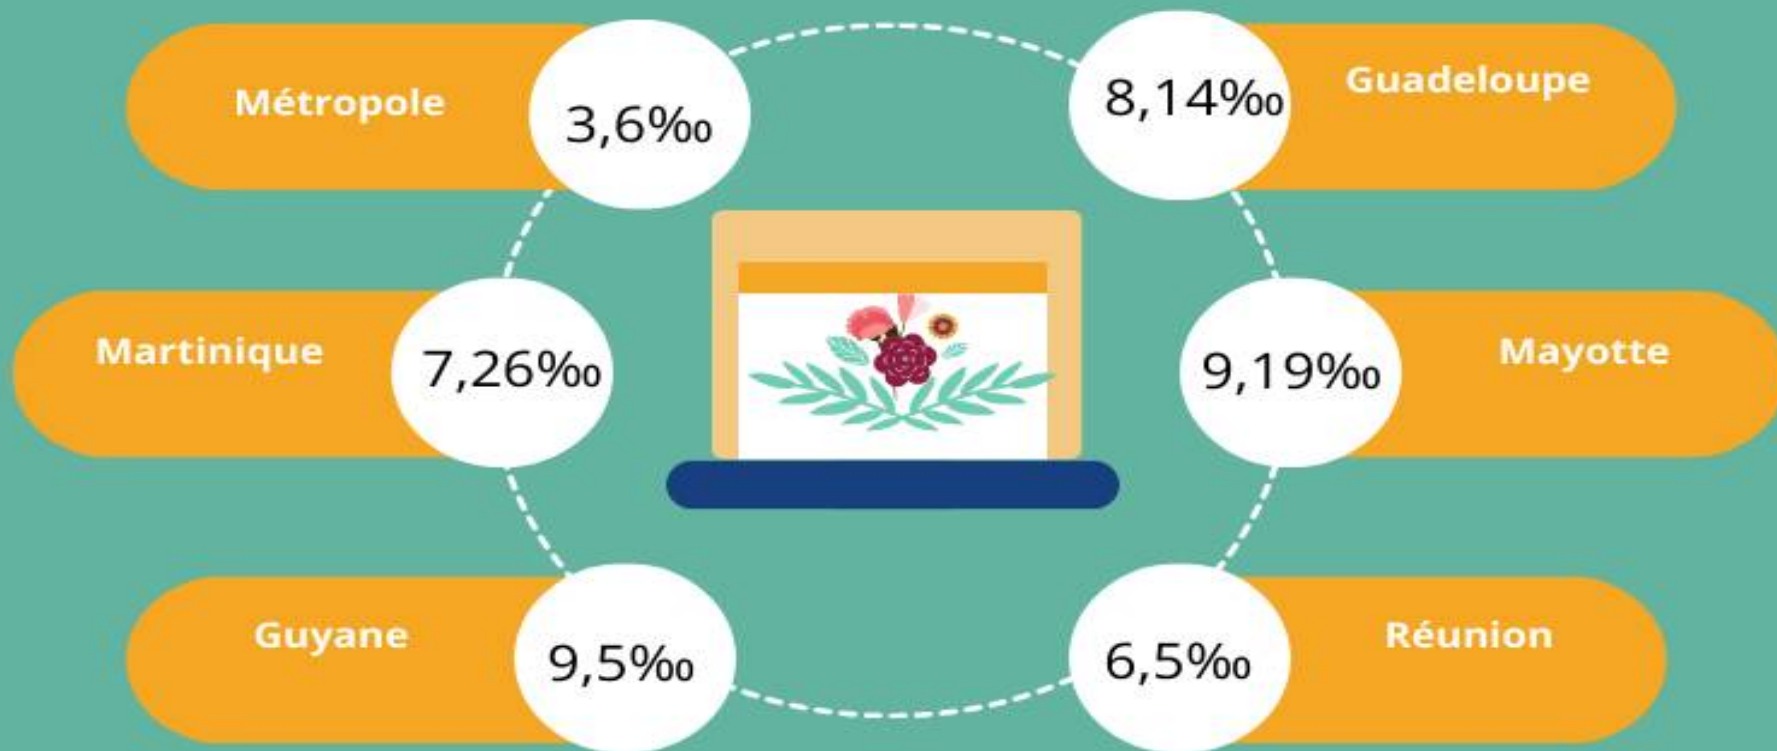 Métropole
3,6‰
8,14‰
Guadeloupe
Martinique
7,26‰
9,19‰
Mayotte
Guyane
9,5‰
6,5‰
Réunion